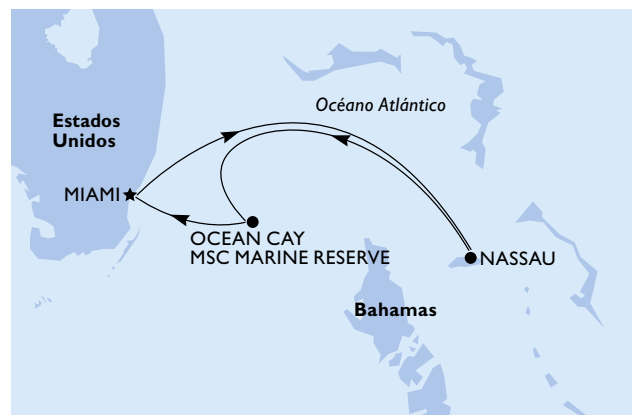 Océano Atlántico
Estados
Unidos
MIAMI
OCEAN CAY
MSC MARINE RESERVE
NASSAU
Bahamas